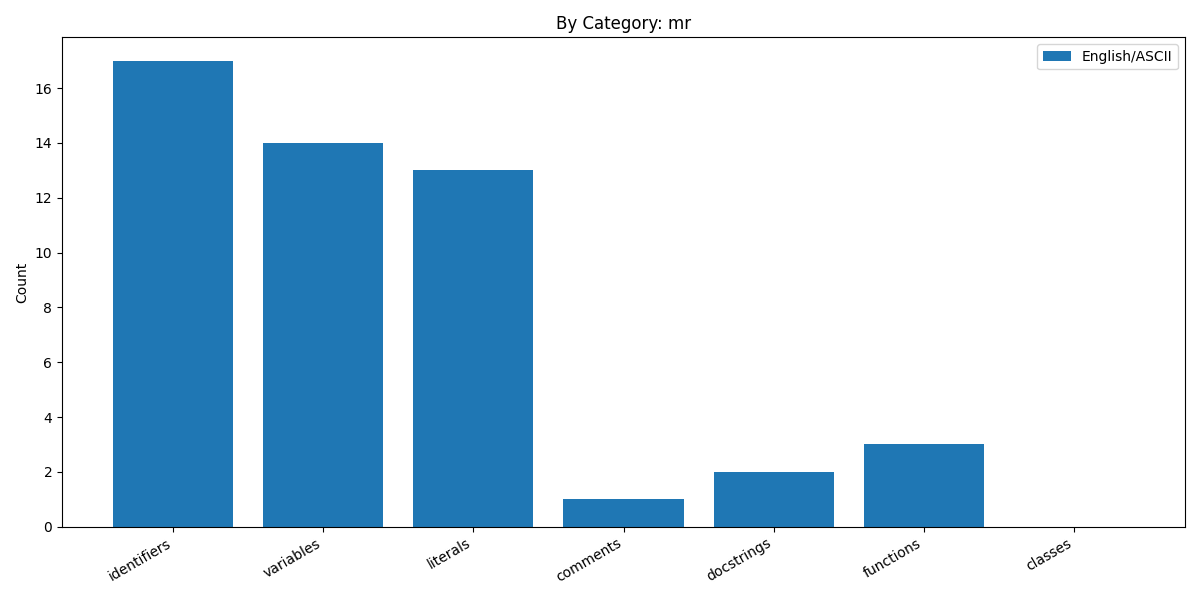 By Category: mr
English/ASCII
Count
16
14
12
10
8
6
4
2
0
identifiers
variables
literals
comments
docstrings
functions
classes